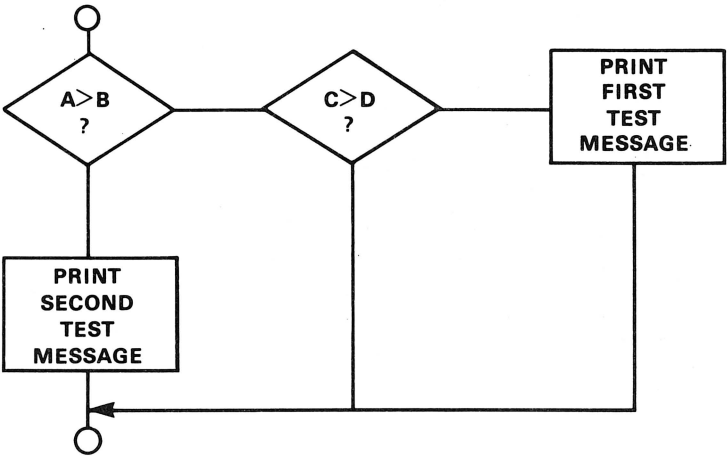 A>B
?
C>D
?
PRINT
FIRST
TEST
MESSAGE
PRINT
SECOND
TEST
MESSAGE